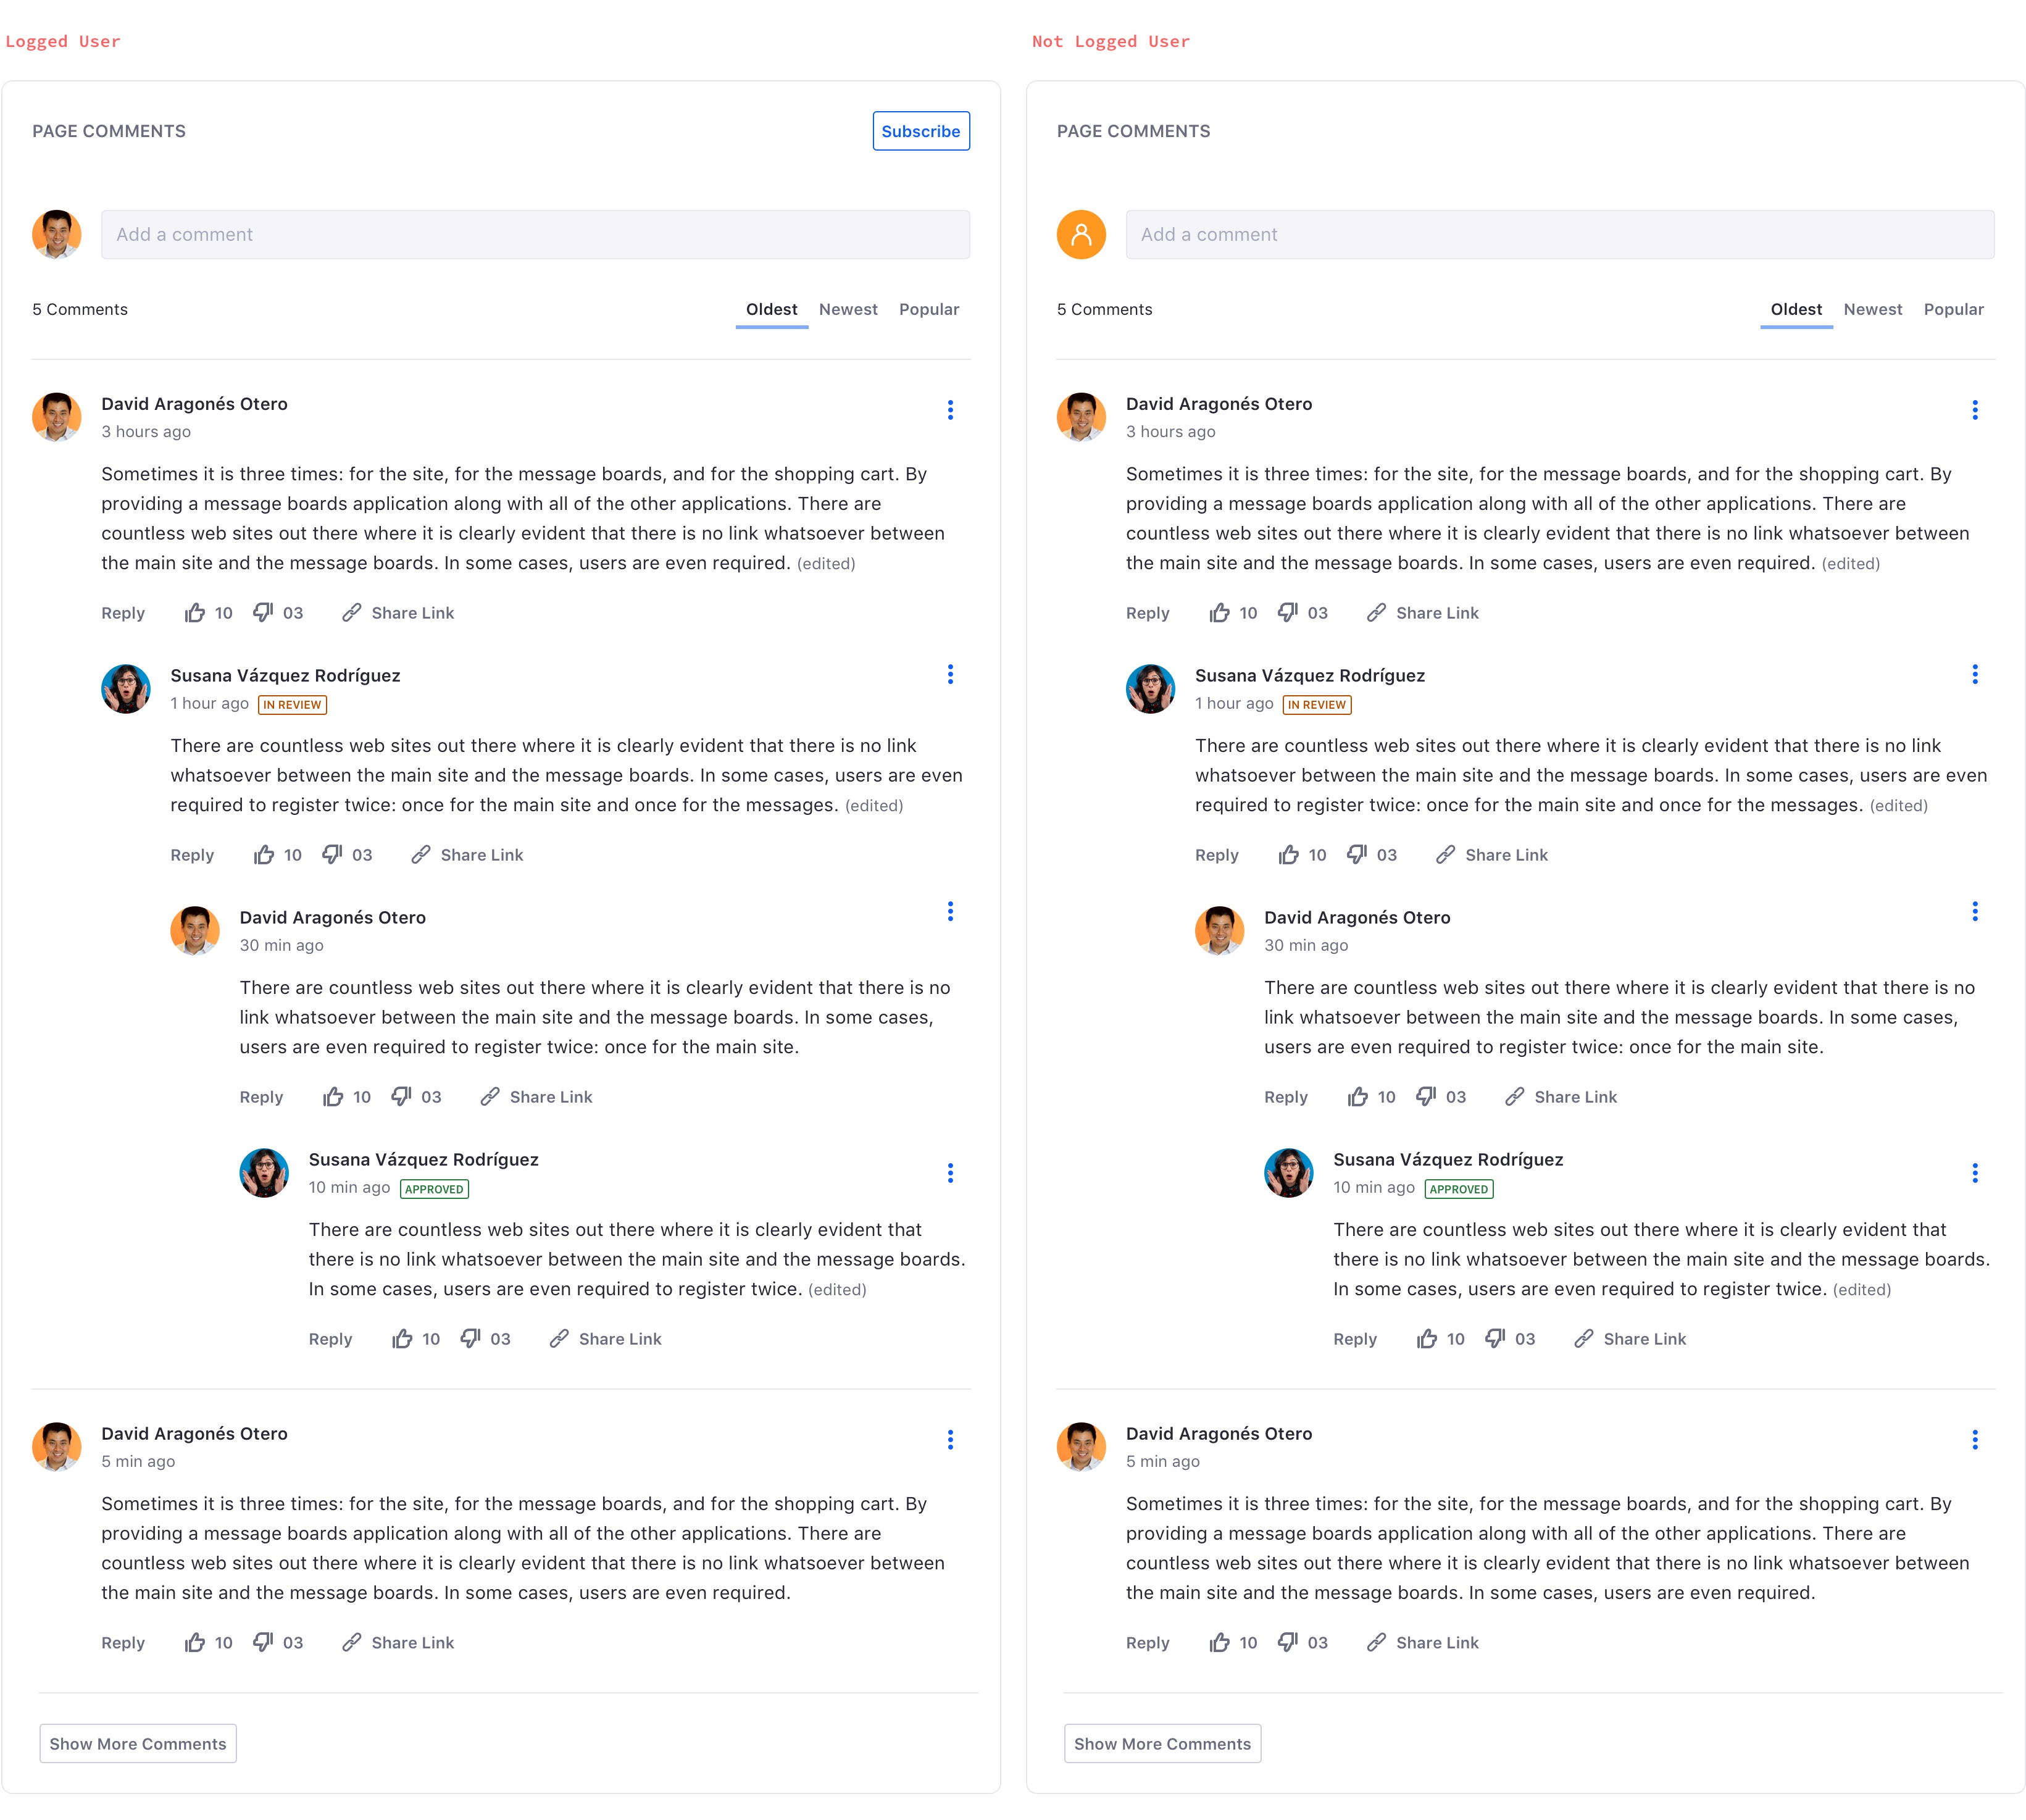 Logged User
PAGE COMMENTS
Subscribe
Add a comment
5 Comments
Oldest Newest Popular
David Aragonés Otero
3 hours ago
Sometimes it is three times: for the site, for the message boards, and for the shopping cart. By
providing a message boards application along with all of the other applications. There are
countless web sites out there where it is clearly evident that there is no link whatsoever between
the main site and the message boards. In some cases, users are even required. (edited)
Reply 10 03 Share Link
Susana Vázquez Rodríguez
1 hour ago IN REVIEW
There are countless web sites out there where it is clearly evident that there is no link
whatsoever between the main site and the message boards. In some cases, users are even
required to register twice: once for the main site and once for the messages. (edited)
Reply 10 03 Share Link
David Aragonés Otero
30 min ago
There are countless web sites out there where it is clearly evident that there is no
link whatsoever between the main site and the message boards. In some cases,
users are even required to register twice: once for the main site.
Reply 10 03 Share Link
Susana Vázquez Rodríguez
10 min ago APPROVED
There are countless web sites out there where it is clearly evident that
there is no link whatsoever between the main site and the message boards.
In some cases, users are even required to register twice. (edited)
Reply 10 03 Share Link
David Aragonés Otero
5 min ago
Sometimes it is three times: for the site, for the message boards, and for the shopping cart. By
providing a message boards application along with all of the other applications. There are
countless web sites out there where it is clearly evident that there is no link whatsoever between
the main site and the message boards. In some cases, users are even required.
Reply 10 03 Share Link
Show More Comments
Not Logged User
PAGE COMMENTS
Add a comment
5 Comments
Oldest Newest Popular
David Aragonés Otero
3 hours ago
Sometimes it is three times: for the site, for the message boards, and for the shopping cart. By
providing a message boards application along with all of the other applications. There are
countless web sites out there where it is clearly evident that there is no link whatsoever between
the main site and the message boards. In some cases, users are even required. (edited)
Reply 10 03 Share Link
Susana Vázquez Rodríguez
1 hour ago IN REVIEW
There are countless web sites out there where it is clearly evident that there is no link
whatsoever between the main site and the message boards. In some cases, users are even
required to register twice: once for the main site and once for the messages. (edited)
Reply 10 03 Share Link
David Aragonés Otero
30 min ago
There are countless web sites out there where it is clearly evident that there is no
link whatsoever between the main site and the message boards. In some cases,
users are even required to register twice: once for the main site.
Reply 10 03 Share Link
Susana Vázquez Rodríguez
10 min ago APPROVED
There are countless web sites out there where it is clearly evident that
there is no link whatsoever between the main site and the message boards.
In some cases, users are even required to register twice. (edited)
Reply 10 03 Share Link
David Aragonés Otero
5 min ago
Sometimes it is three times: for the site, for the message boards, and for the shopping cart. By
providing a message boards application along with all of the other applications. There are
countless web sites out there where it is clearly evident that there is no link whatsoever between
the main site and the message boards. In some cases, users are even required.
Reply 10 03 Share Link
Show More Comments